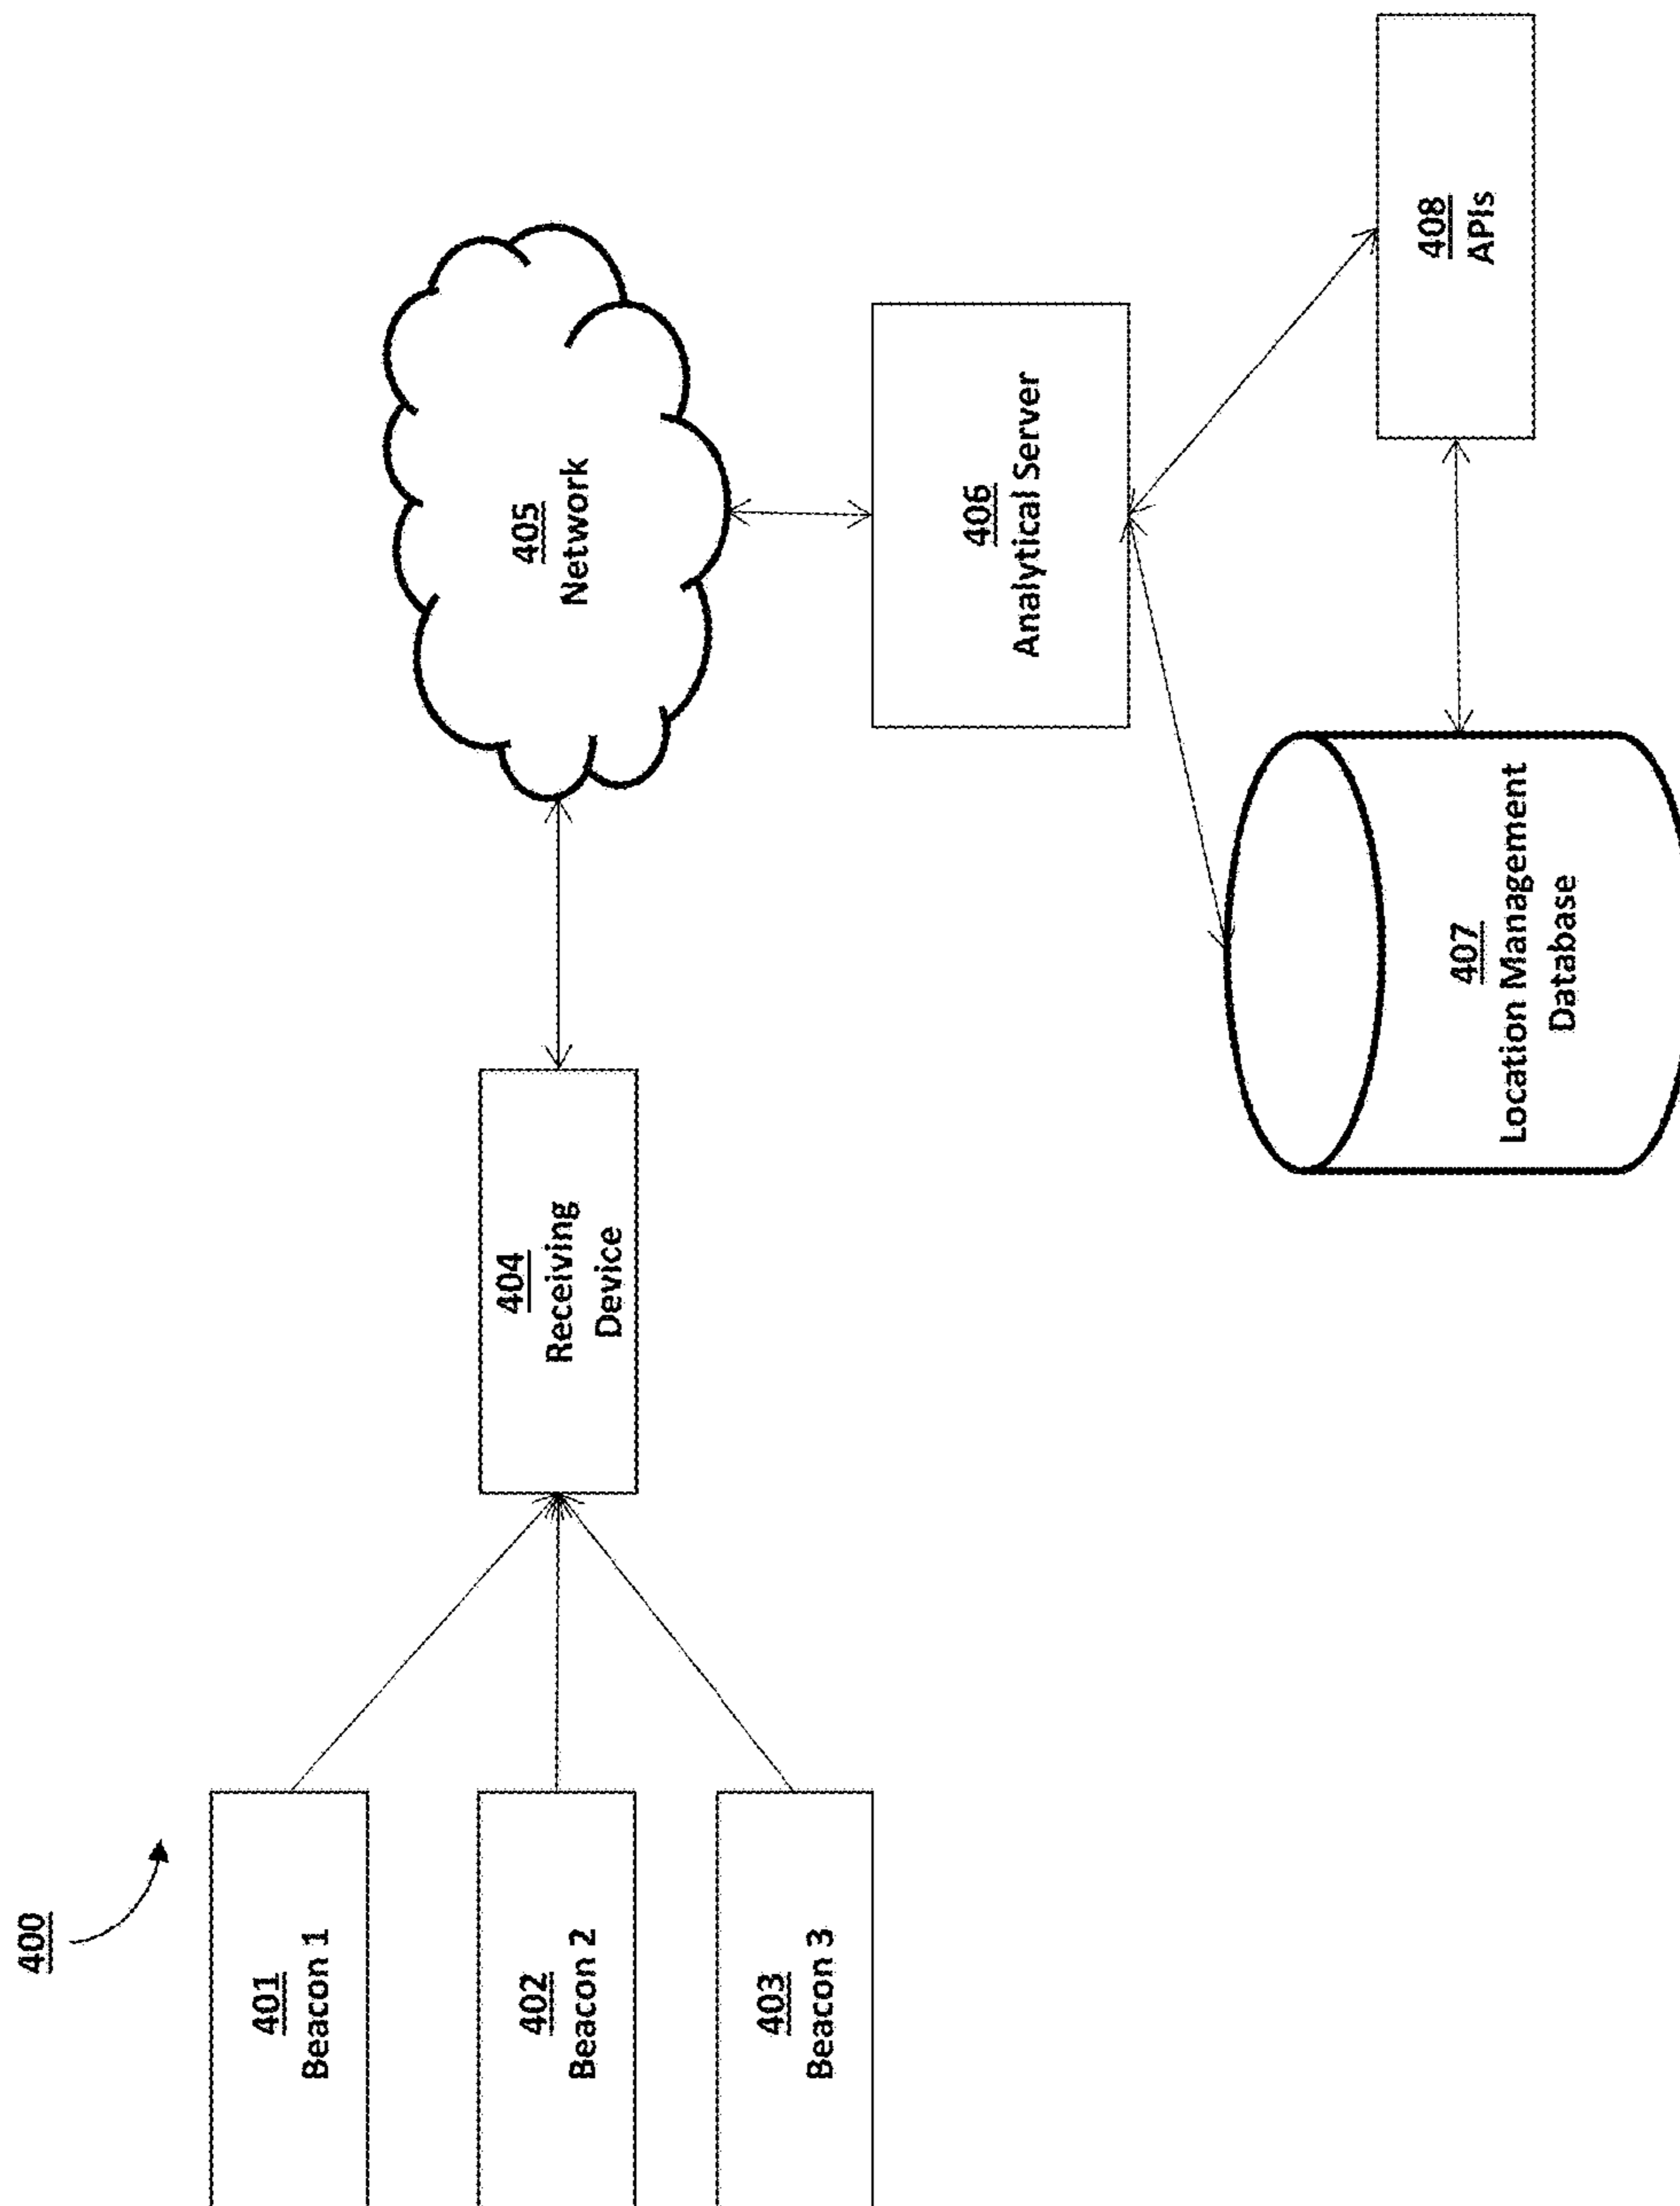 400
401
Beacon 1
402
Beacon 2
403
Beacon 3
404
Receiving
Device
405
Network
406
Analytical Server
407
Location Management
Database
408
APIs